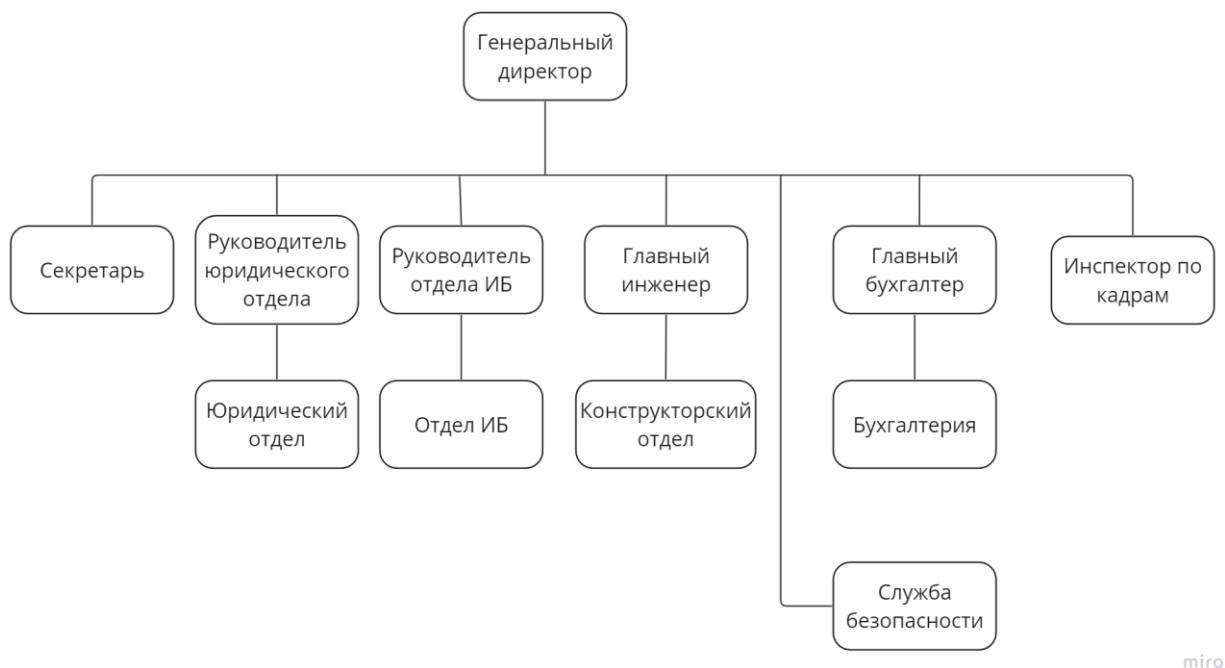 Генеральный
директор
Секретарь
Руководитель
юридического
отдела
Руководитель
отдела ИБ
Главный
инженер
Главный
бухгалтер
Инспектор по
кадрам
Юридический
отдел
Отдел ИБ
Конструкторский
отдел
Бухгалтерия
Служба
безопасности
miro